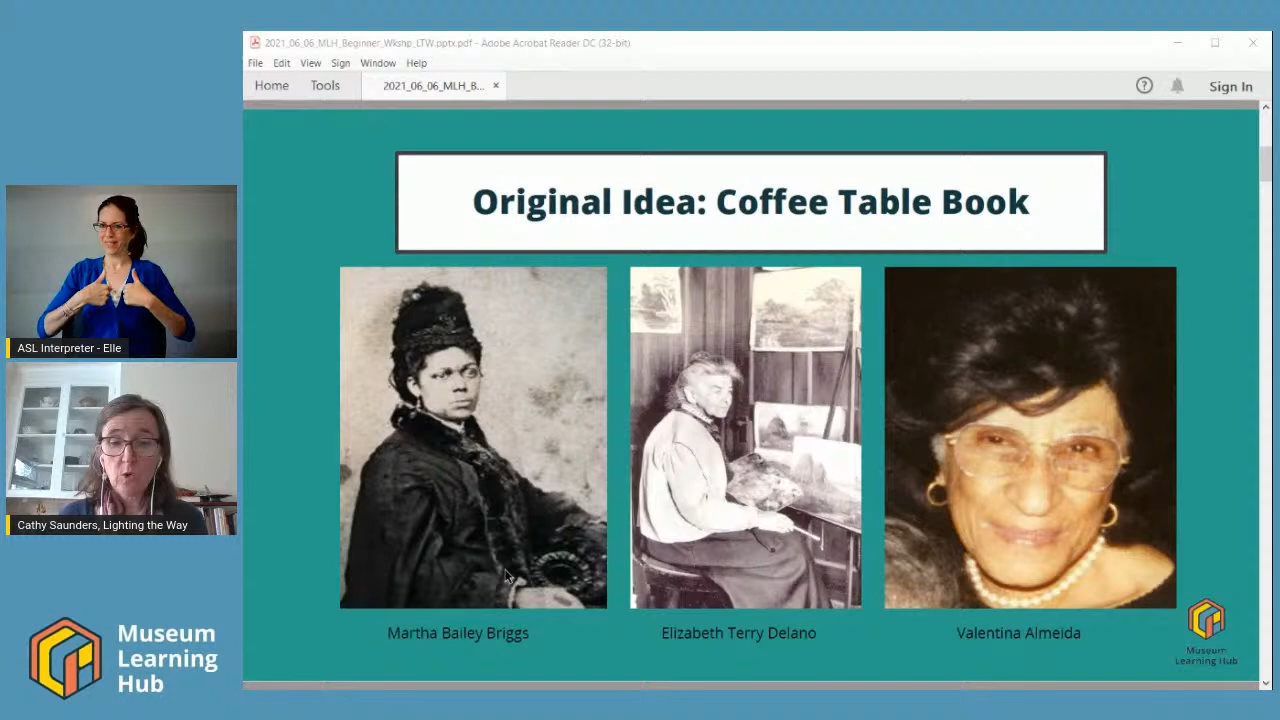 2021_06_06_MLH_Beginner_Wkshp_LTW.pptx.pdf - Adobe Acrobat Reader DC (32-bit)
File Edit View Sign Window Help
Home Tools 2021_06_06_MLH_B... × ? Sign In
Original Idea: Coffee Table Book
Martha Bailey Briggs
Elizabeth Terry Delano
Valentina Almeida
Museum
Learning Hub
ASL Interpreter - Elle
Cathy Saunders, Lighting the Way
Museum
Learning
Hub